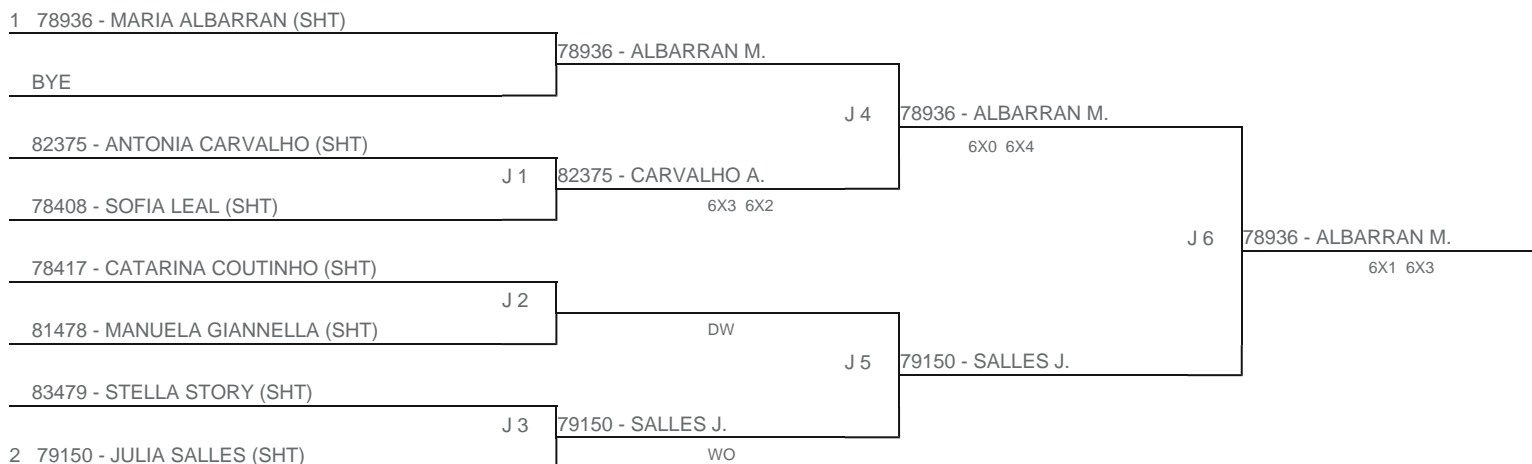 1 78936 - MARIA ALBARRAN (SHT)
78936 - ALBARRAN M.
BYE
J 4 78936 - ALBARRAN M.
6X0 6X4
82375 - ANTONIA CARVALHO (SHT)
J 1 82375 - CARVALHO A.
6X3 6X2
78408 - SOFIA LEAL (SHT)
J 6 78936 - ALBARRAN M.
6X1 6X3
78417 - CATARINA COUTINHO (SHT)
J 2
81478 - MANUELA GIANNELLA (SHT)
DW
J 5 79150 - SALLES J.
83479 - STELLA STORY (SHT)
J 3 79150 - SALLES J.
2 79150 - JULIA SALLES (SHT)
WO